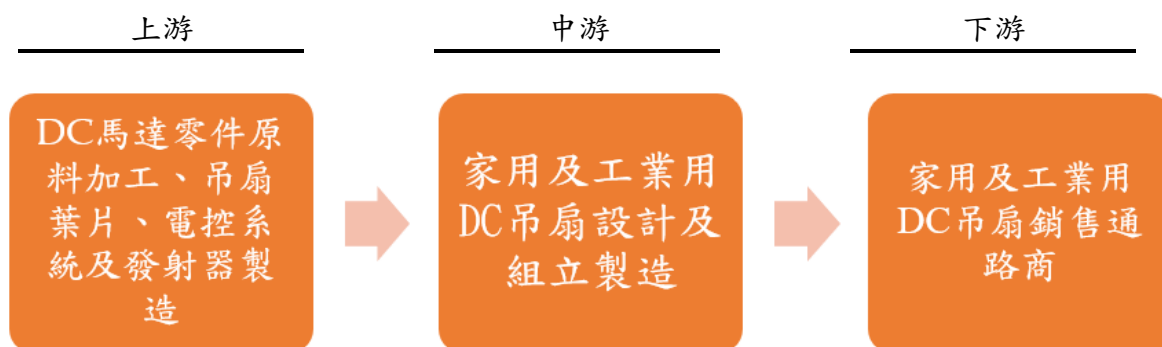 上游
中游
下游
DC馬達零件原
料加工、吊扇
葉片、電控系
統及發射器製
造
家用及工業用
DC吊扇設計及
組立製造
家用及工業用
DC吊扇銷售通
路商